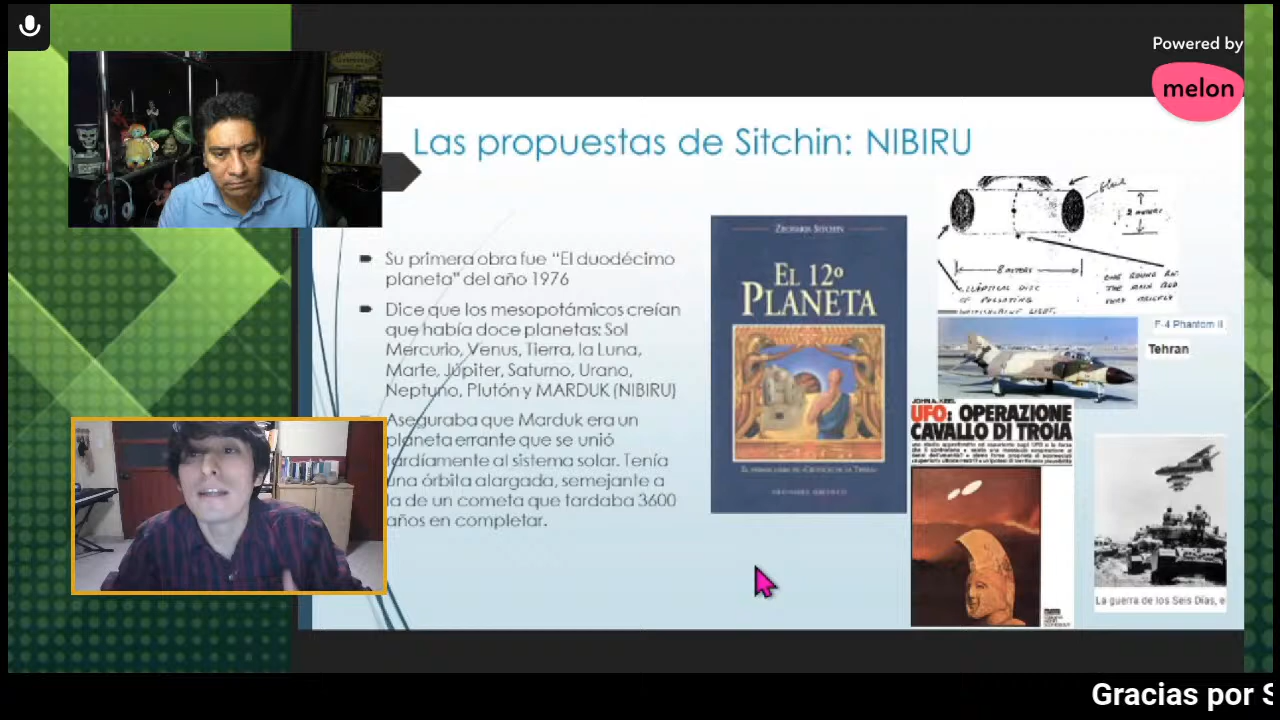 Powered by
melon
Las propuestas de Sitchin: NIBIRU
Su primera obra fue “El duodécimo
planeta” del año 1976
Dice que los mesopotámicos creían
que había doce planetas: Sol
Mercurio, Venus, Tierra, la Luna,
Marte, Júpiter, Saturno, Urano,
Neptuno, Plutón y MARDUK (NIBIRU)
Aseguraba que Marduk era un
planeta errante que se unió
tardíamente al sistema solar. Tenía
una órbita alargada, semejante a
la de un cometa que tardaba 3600
años en completar.
ZECHARIA SITCHIN
EL 12º
PLANETA
8 METERS
2 METERS
F-4 Phantom II
Tehran
JOHN A. KEEL
UFO: OPERAZIONE
CAVALLO DI TROIA
La guerra de los Seis Días, e
Gracias por S